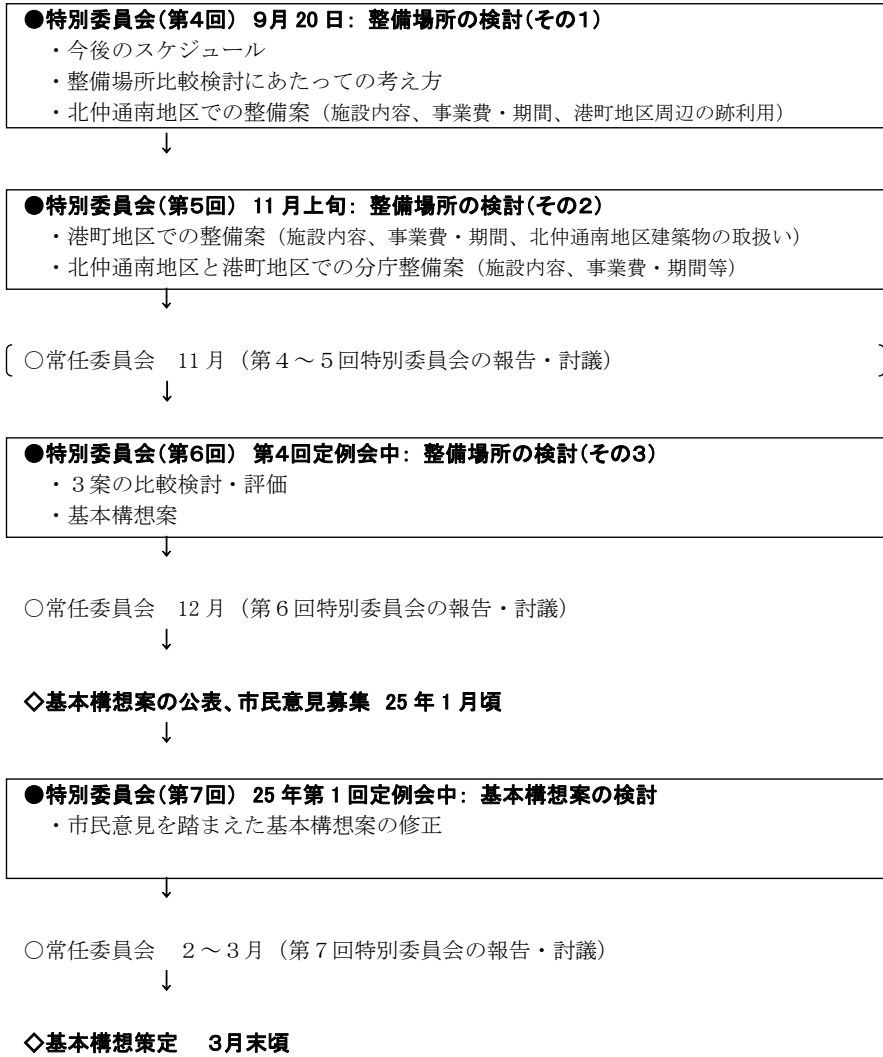 ●特別委員会(第4回) 9月20日: 整備場所の検討(その1)
・今後のスケジュール
・整備場所比較検討にあたっての考え方
・北仲通南地区での整備案（施設内容、事業費・期間、港町地区周辺の跡利用）
↓
●特別委員会(第5回) 11月上旬: 整備場所の検討(その2)
・港町地区での整備案（施設内容、事業費・期間、北仲通南地区建築物の取扱い）
・北仲通南地区と港町地区での分庁整備案（施設内容、事業費・期間等）
↓
○常任委員会　11月（第４～５回特別委員会の報告・討議）
↓
●特別委員会(第6回) 第4回定例会中: 整備場所の検討(その3)
・３案の比較検討・評価
・基本構想案
↓
○常任委員会　12月（第６回特別委員会の報告・討議）
↓
◇基本構想案の公表、市民意見募集 25年1月頃
↓
●特別委員会(第7回) 25年第1回定例会中: 基本構想案の検討
・市民意見を踏まえた基本構想案の修正
↓
○常任委員会　２～３月（第７回特別委員会の報告・討議）
↓
◇基本構想策定　3月末頃